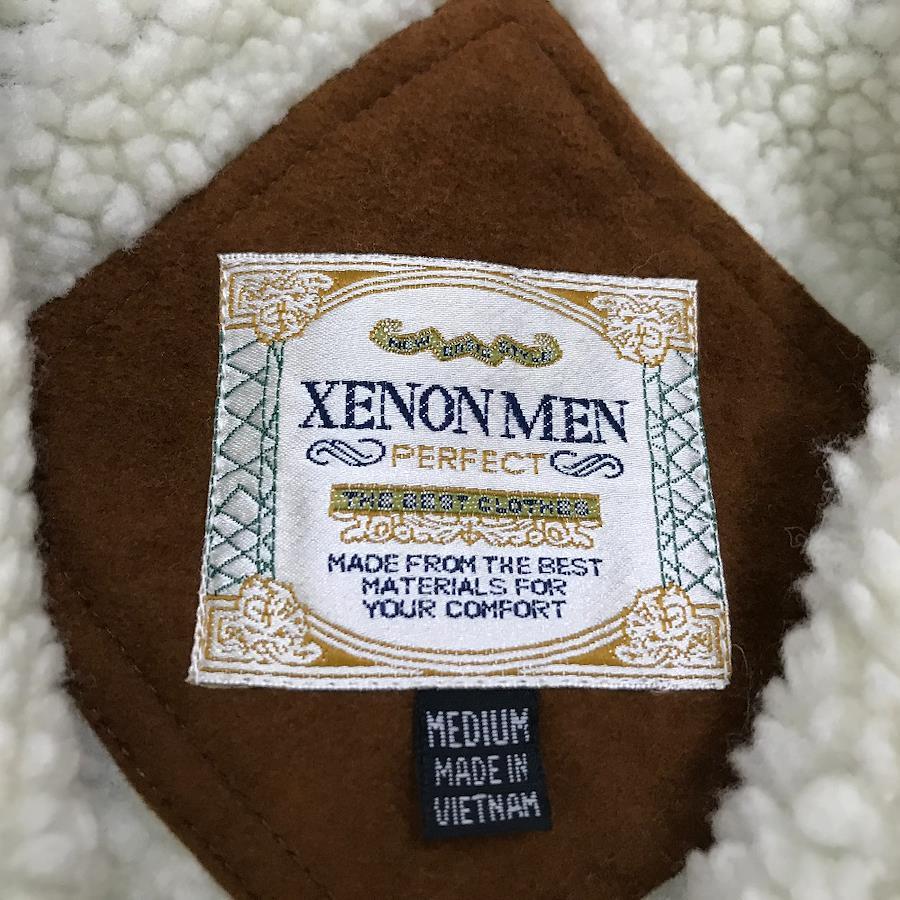 NEW STYLE
XENON MEN
PERFECT
THE BEST CLOTHES
MADE FROM THE BEST
MATERIALS FOR
YOUR COMFORT
MEDIUM
MADE IN
VIETNAM